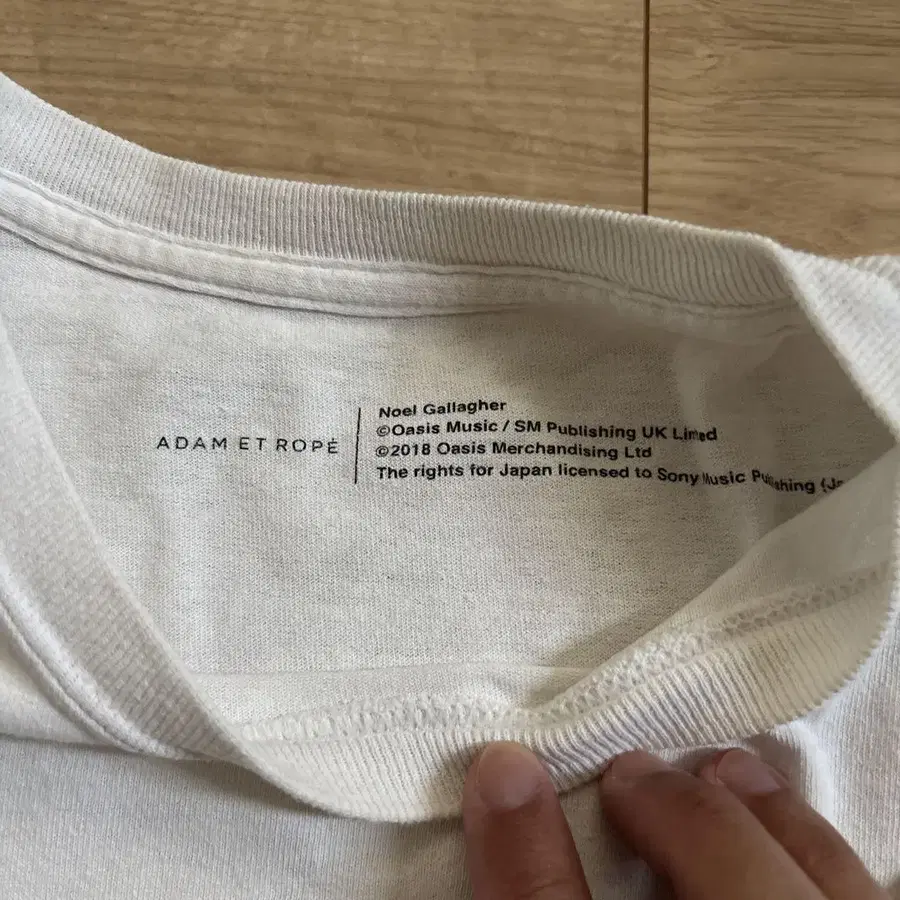 ADAM ET ROPÉ
Noel Gallagher
©Oasis Music / SM Publishing UK Limted
©2018 Oasis Merchandising Ltd
The rights for Japan licensed to Sony Music Publishing